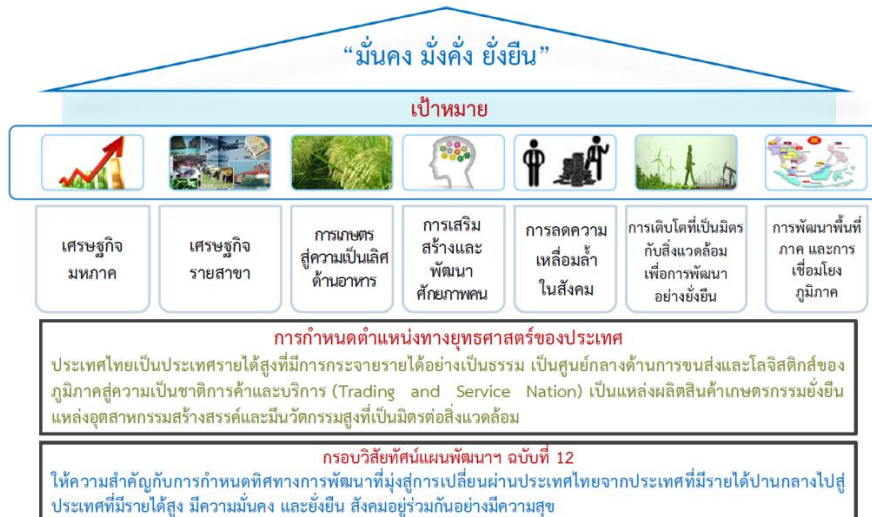 “มั่นคง มั่งคั่ง ยั่งยืน”
เป้าหมาย
เศรษฐกิจ
มหภาค
เศรษฐกิจ
รายสาขา
การเกษตร
สู่ความเป็นเลิศ
ด้านอาหาร
การเสริม
สร้างและ
พัฒนา
ศักยภาพคน
การลดความ
เหลื่อมล้ำ
ในสังคม
การเติบโตที่เป็นมิตร
กับสิ่งแวดล้อม
เพื่อการพัฒนา
อย่างยั่งยืน
การพัฒนาพื้นที่
ภาค และการ
เชื่อมโยง
ภูมิภาค
การกำหนดตำแหน่งทางยุทธศาสตร์ของประเทศ
ประเทศไทยเป็นประเทศรายได้สูงที่มีการกระจายรายได้อย่างเป็นธรรม เป็นศูนย์กลางด้านการขนส่งและโลจิสติกส์ของ
ภูมิภาคสู่ความเป็นชาติการค้าและบริการ (Trading and Service Nation) เป็นแหล่งผลิตสินค้าเกษตรกรรมยั่งยืน
แหล่งอุตสาหกรรมสร้างสรรค์และมีนวัตกรรมสูงที่เป็นมิตรต่อสิ่งแวดล้อม
กรอบวิสัยทัศน์แผนพัฒนาฯ ฉบับที่ 12
ให้ความสำคัญกับการกำหนดทิศทางการพัฒนาที่มุ่งสู่การเปลี่ยนผ่านประเทศไทยจากประเทศที่มีรายได้ปานกลางไปสู่
ประเทศที่มีรายได้สูง มีความมั่นคง และยั่งยืน สังคมอยู่ร่วมกันอย่างมีความสุข